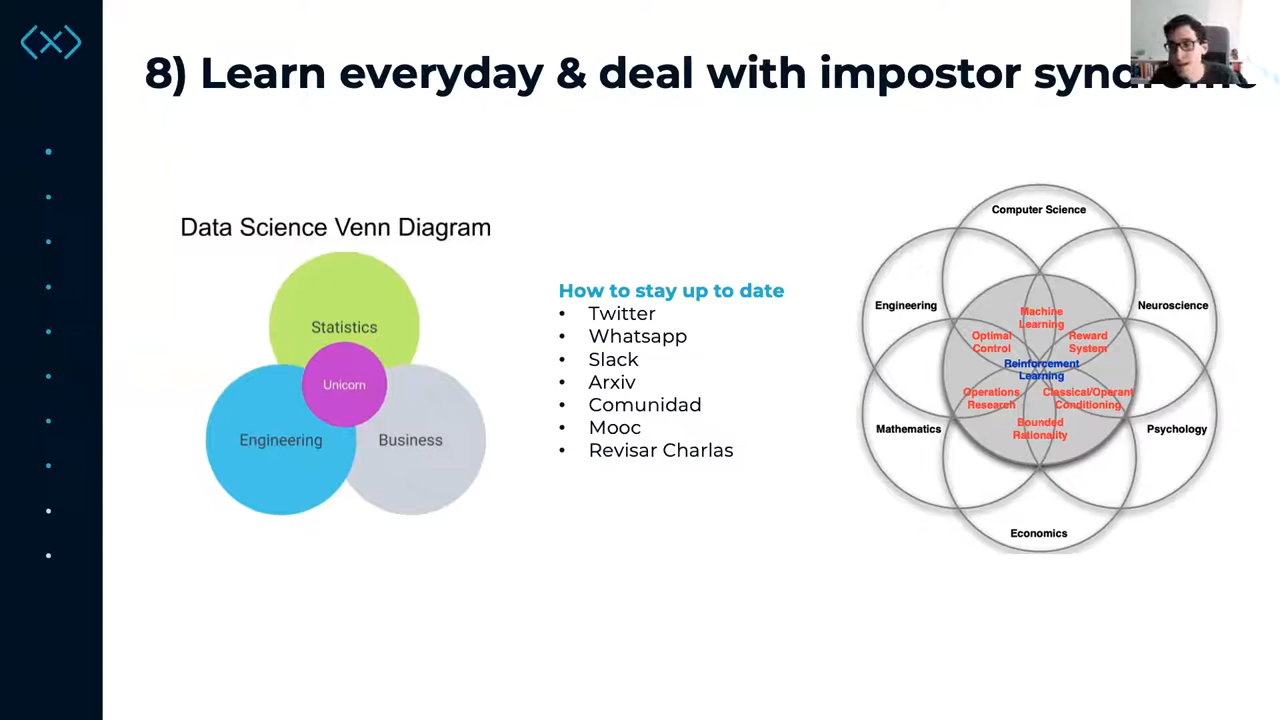 8) Learn everyday & deal with impostor syndrome
Data Science Venn Diagram
Statistics
Unicorn
Engineering
Business
How to stay up to date
• Twitter
• Whatsapp
• Slack
• Arxiv
• Comunidad
• Mooc
• Revisar Charlas
Computer Science
Engineering
Neuroscience
Machine
Learning
Optimal
Control
Reward
System
Reinforcement
Learning
Operations
Research
Classical/Operant
Conditioning
Bounded
Rationality
Mathematics
Psychology
Economics